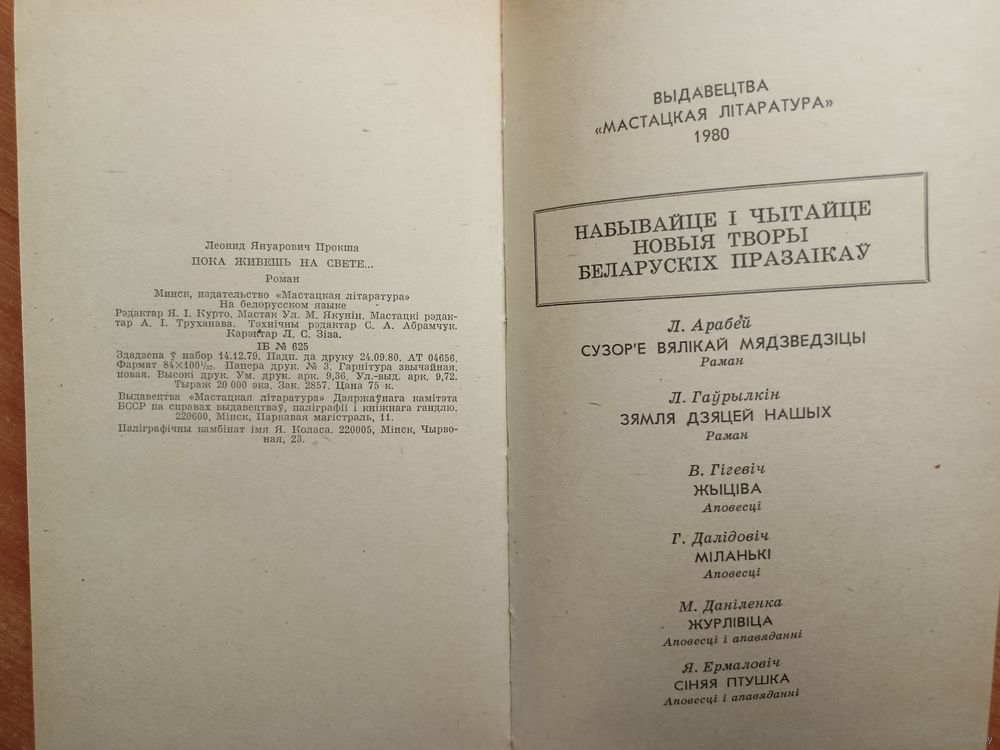 Леонид Януарович Прокша
ПОКА ЖИВЕШЬ НА СВЕТЕ...
Роман
Минск, издательство «Мастацкая літаратура»
На белорусском языке
Рэдактар Я. І. Курто. Мастак Ул. М. Якунін. Мастацкі рэдак-
тар А. І. Труханава. Тэхнічны рэдактар С. А. Абрамчук.
Карэктар Л. С. Зіза.
ІБ № 625
Здадзена ў набор 14.12.79. Падп. да друку 24.09.80. АТ 04656.
Фармат 84×100¹/₃₂. Папера друк. № 3. Гарнітура звычайная.
новая. Высокі друк. Ум. друк. арк. 9,36. Ул.-выд. арк. 9,72.
Тыраж 20 000 экз. Зак. 2857. Цана 75 к.
Выдавецтва «Мастацкая літаратура» Дзяржаўнага камітэта
БССР па справах выдавецтваў, паліграфіі і кніжнага гандлю.
220600, Мінск, Паркавая магістраль, 11.
Паліграфічны камбінат імя Я. Коласа. 220005, Мінск, Чырво-
ная, 23.
ВЫДАВЕЦТВА
«МАСТАЦКАЯ ЛІТАРАТУРА»
1980
НАБЫВАЙЦЕ І ЧЫТАЙЦЕ
НОВЫЯ ТВОРЫ
БЕЛАРУСКІХ ПРАЗАІКАЎ
Л. Арабей
СУЗОР'Е ВЯЛІКАЙ МЯДЗВЕДЗІЦЫ
Раман
Л. Гаўрылкін
ЗЯМЛЯ ДЗЯЦЕЙ НАШЫХ
Раман
В. Гігевіч
ЖЫЦІВА
Аповесці
Г. Далідовіч
МІЛАНЬКІ
Аповесці
М. Даніленка
ЖУРЛІВІЦА
Аповесці і апавяданні
Я. Ермаловіч
СІНЯЯ ПТУШКА
Аповесці і апавяданні